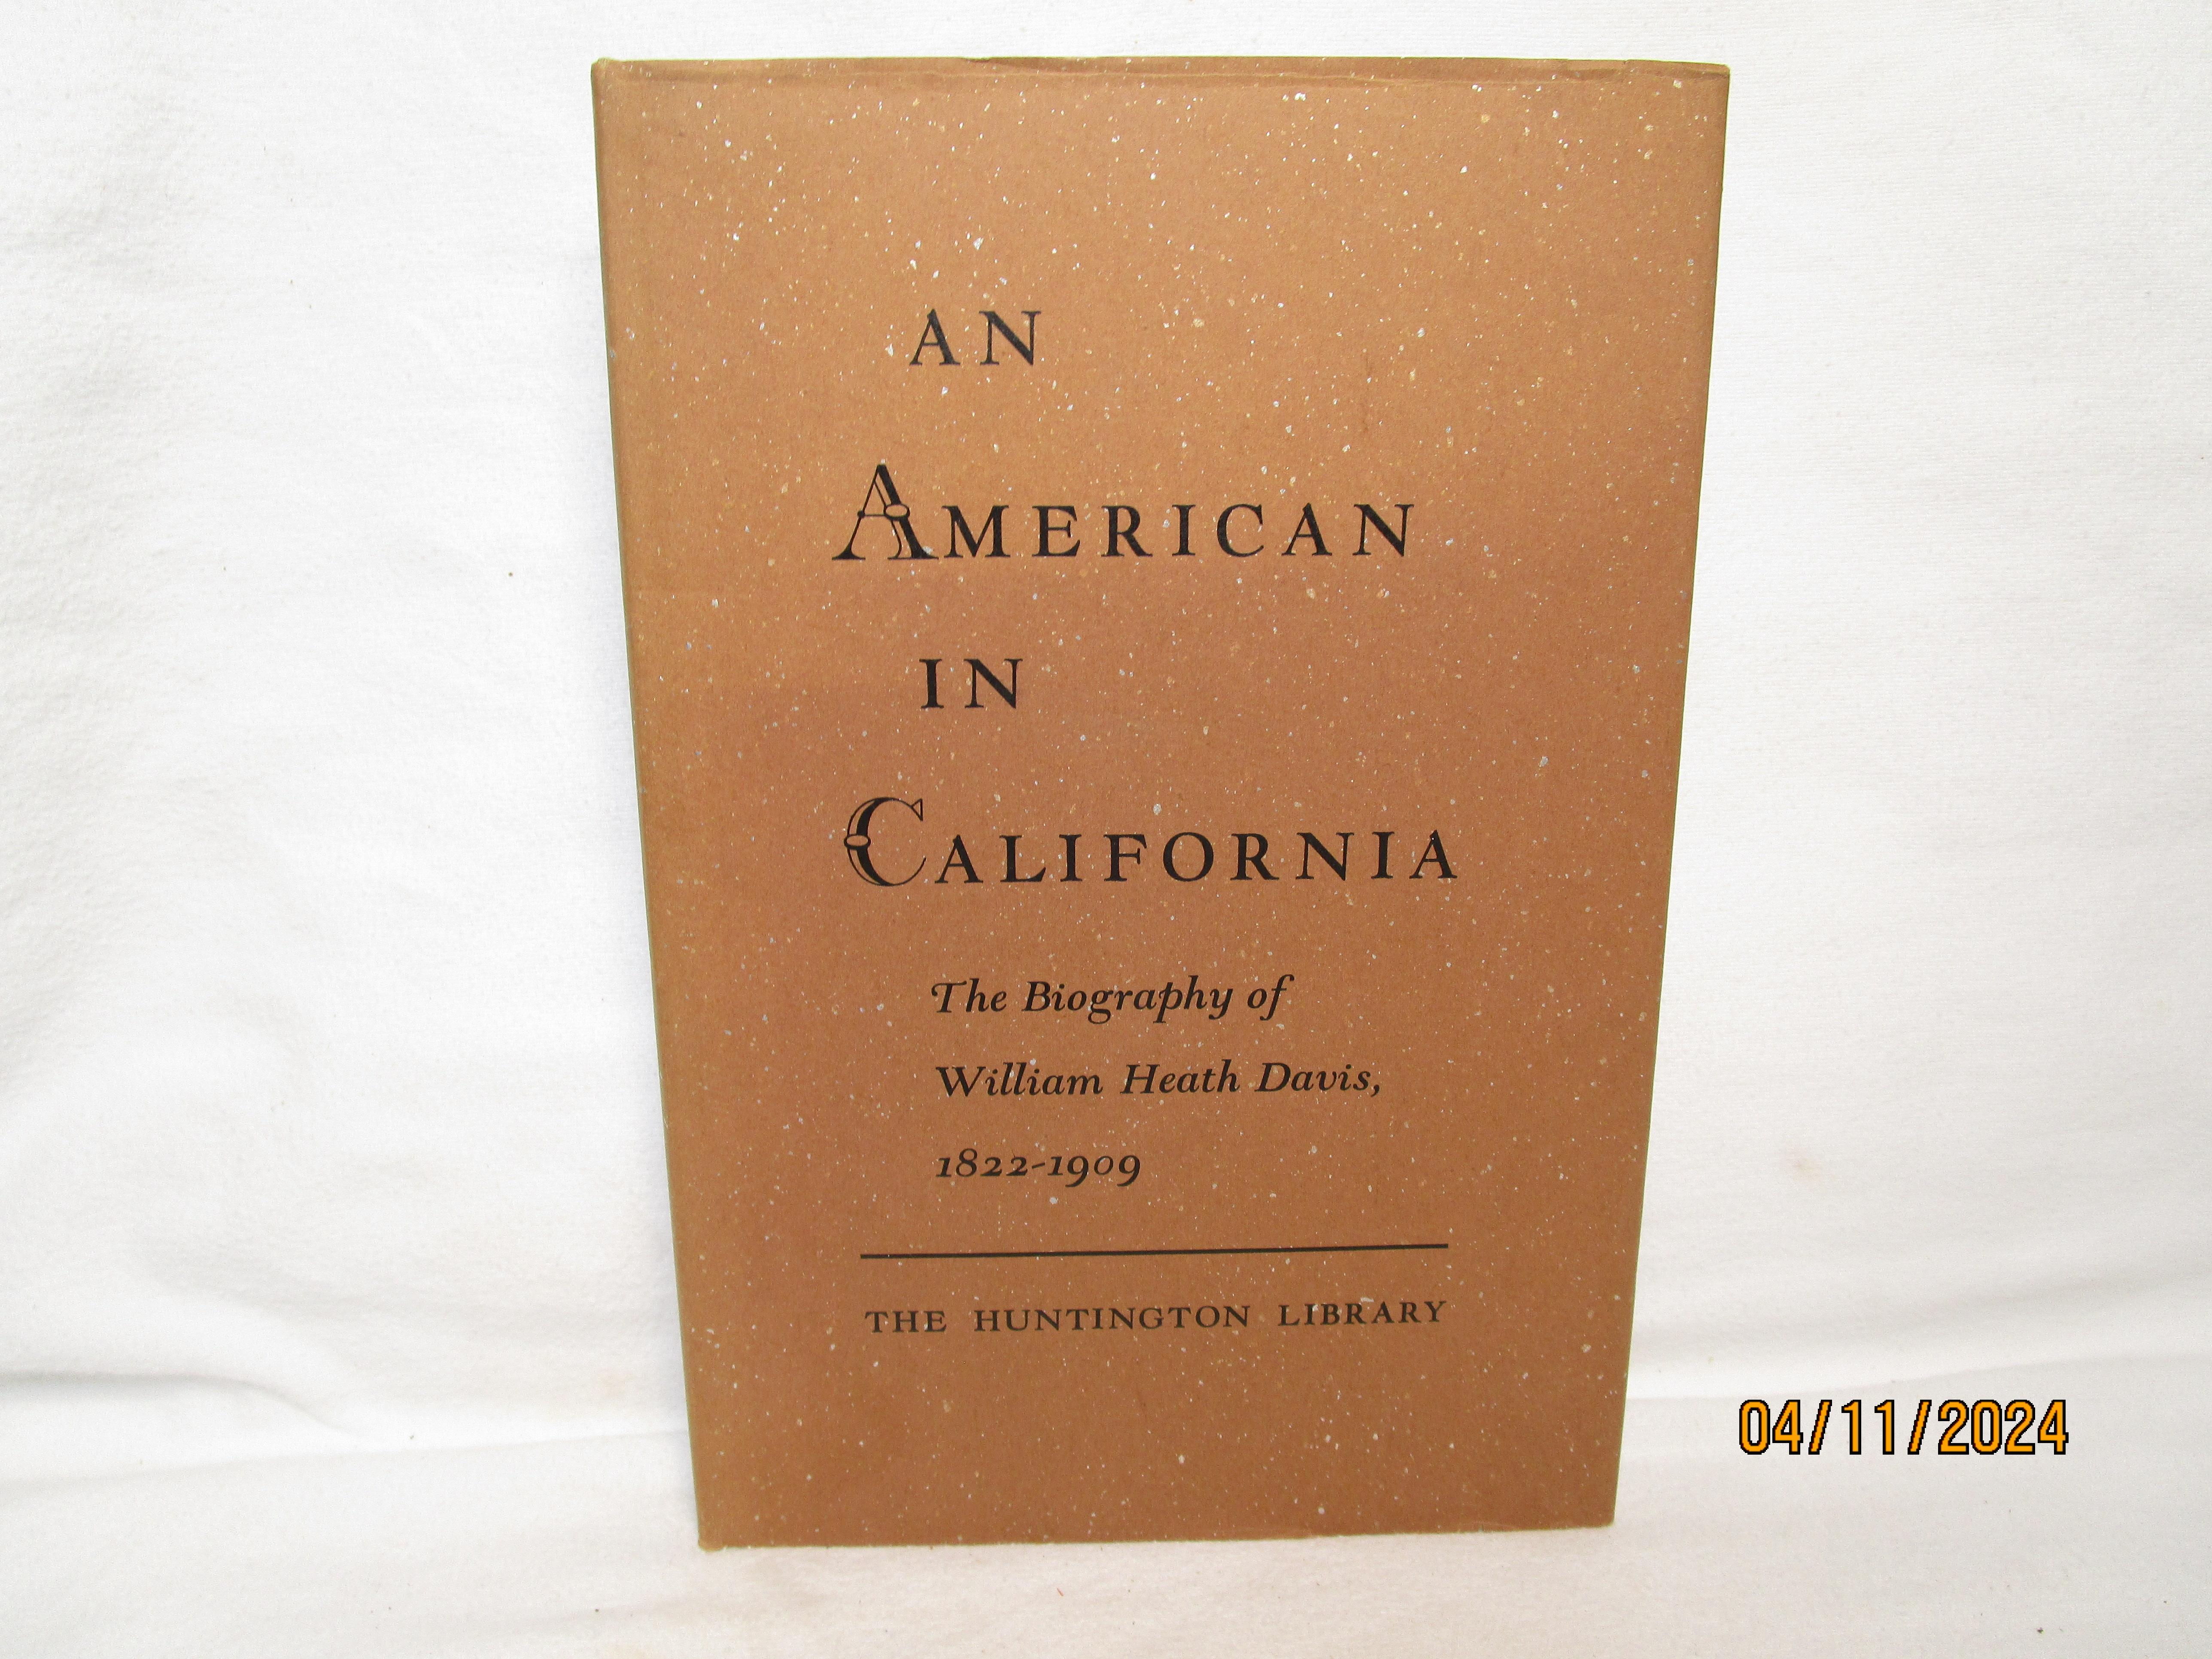 AN
AMERICAN
IN
CALIFORNIA
The Biography of
William Heath Davis,
1822-1909
THE HUNTINGTON LIBRARY
04/11/2024